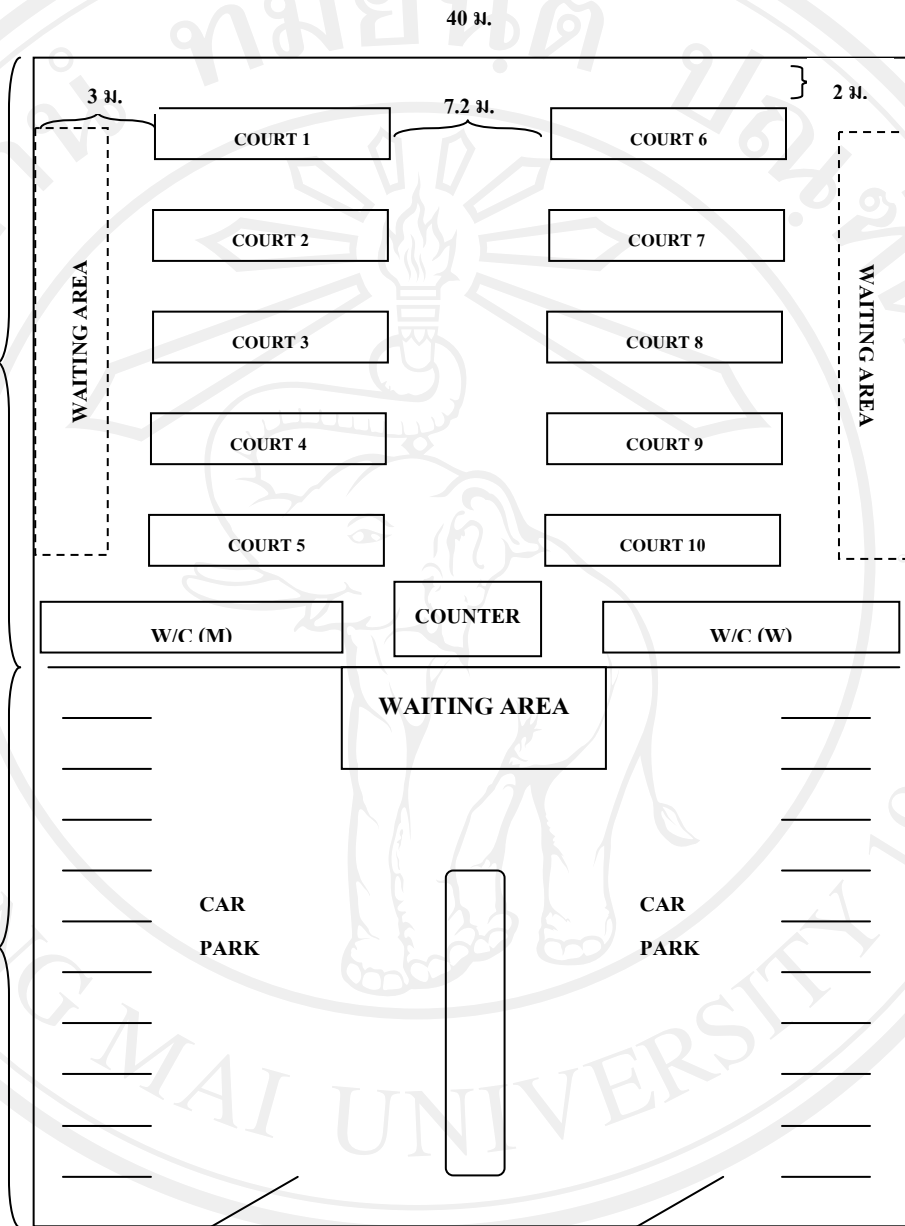 40 ม.
3 ม.
7.2 ม.
2 ม.
COURT 1
COURT 6
COURT 2
COURT 7
COURT 3
COURT 8
COURT 4
COURT 9
COURT 5
COURT 10
WAITING AREA
WAITING AREA
COUNTER
W/C (M)
W/C (W)
WAITING AREA
CAR
PARK
CAR
PARK
MAI UNIVERSITY